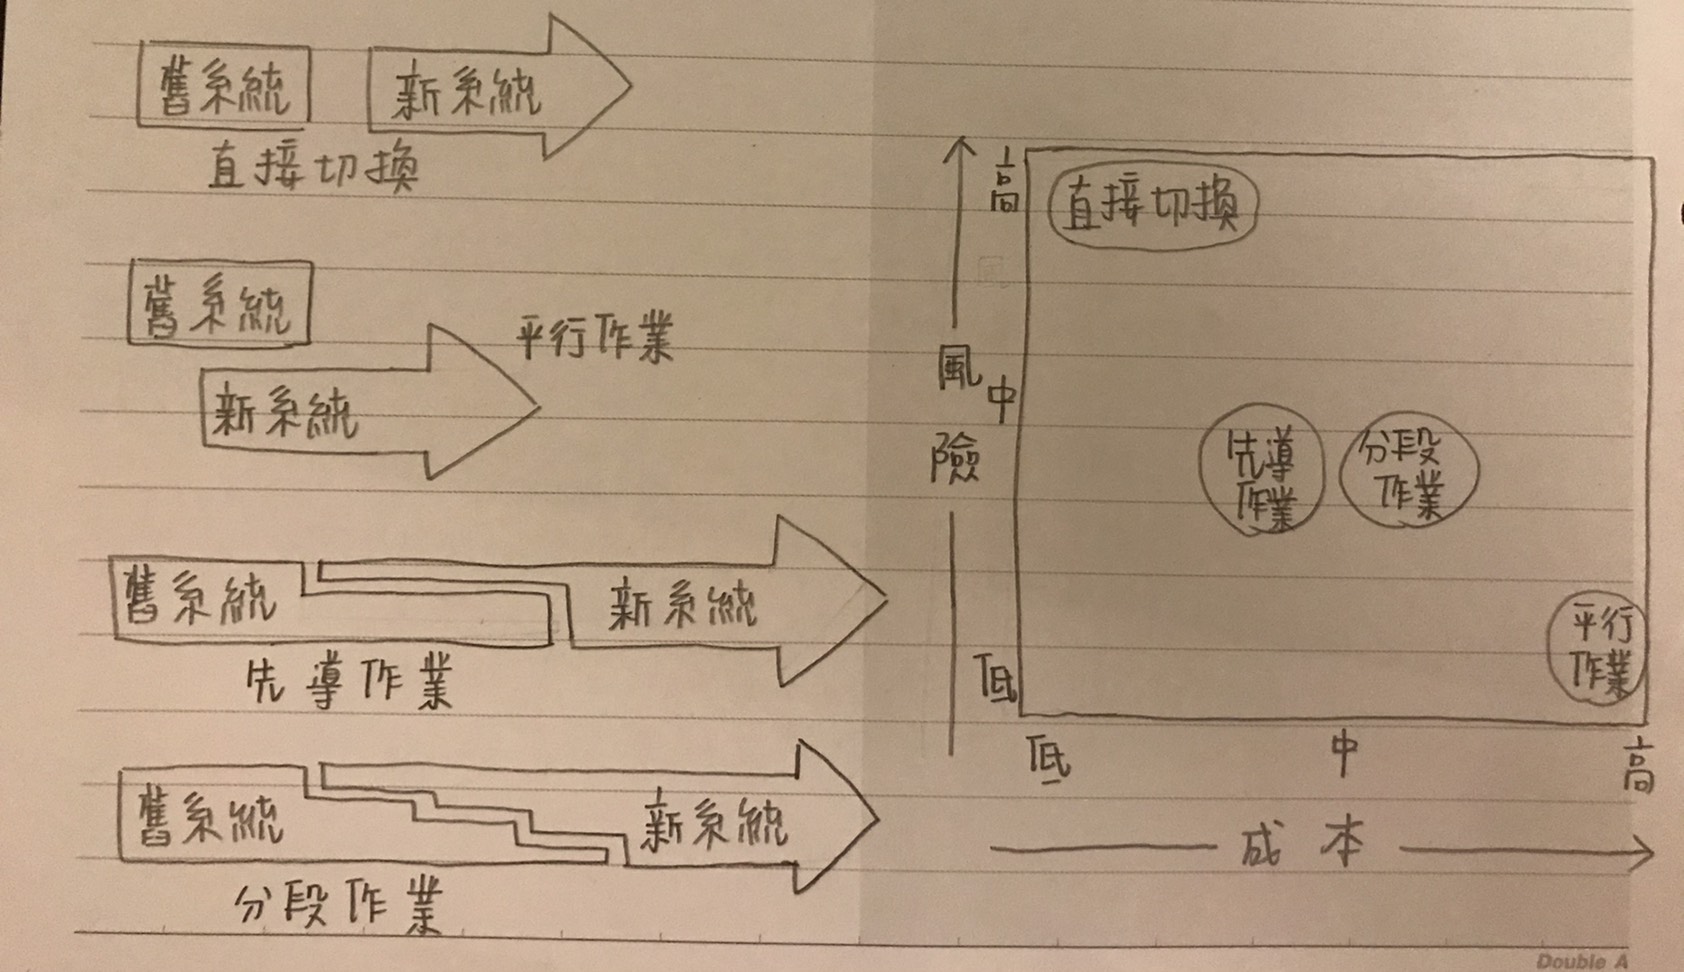 舊系統 新系統
直接切換
舊系統
平行作業
新系統
舊系統 新系統
先導作業
舊系統 新系統
分段作業
高
風險
中
低
直接切換
先導
作業
分段
作業
平行
作業
低 中 高
成本
Double A